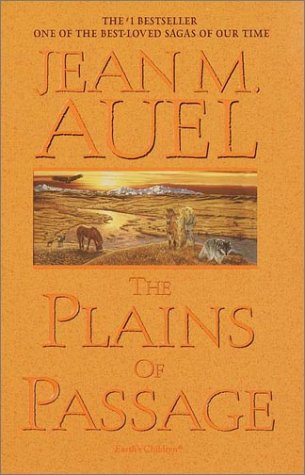 THE #1 BESTSELLER
ONE OF THE BEST-LOVED SAGAS OF OUR TIME
JEAN M.
AUEL
THE
PLAINS
OF
PASSAGE
Earth's Children®